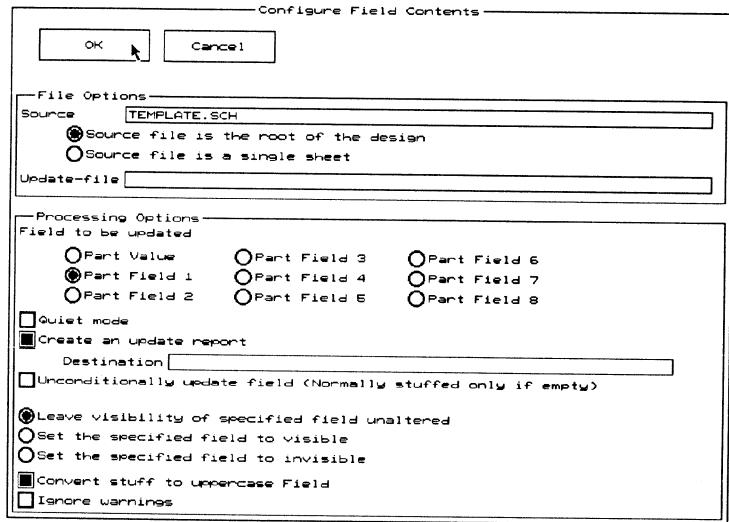 Configure Field Contents
OK Cancel
File Options
Source TEMPLATE.SCH
Source file is the root of the design
Source file is a single sheet
Update-file
Processing Options
Field to be updated
Part Value Part Field 3 Part Field 6
Part Field 1 Part Field 4 Part Field 7
Part Field 2 Part Field 5 Part Field 8
Quiet mode
Create an update report
Destination
Unconditionally update field (Normally stuffed only if empty)
Leave visibility of specified field unaltered
Set the specified field to visible
Set the specified field to invisible
Convert stuff to uppercase Field
Ignore warnings